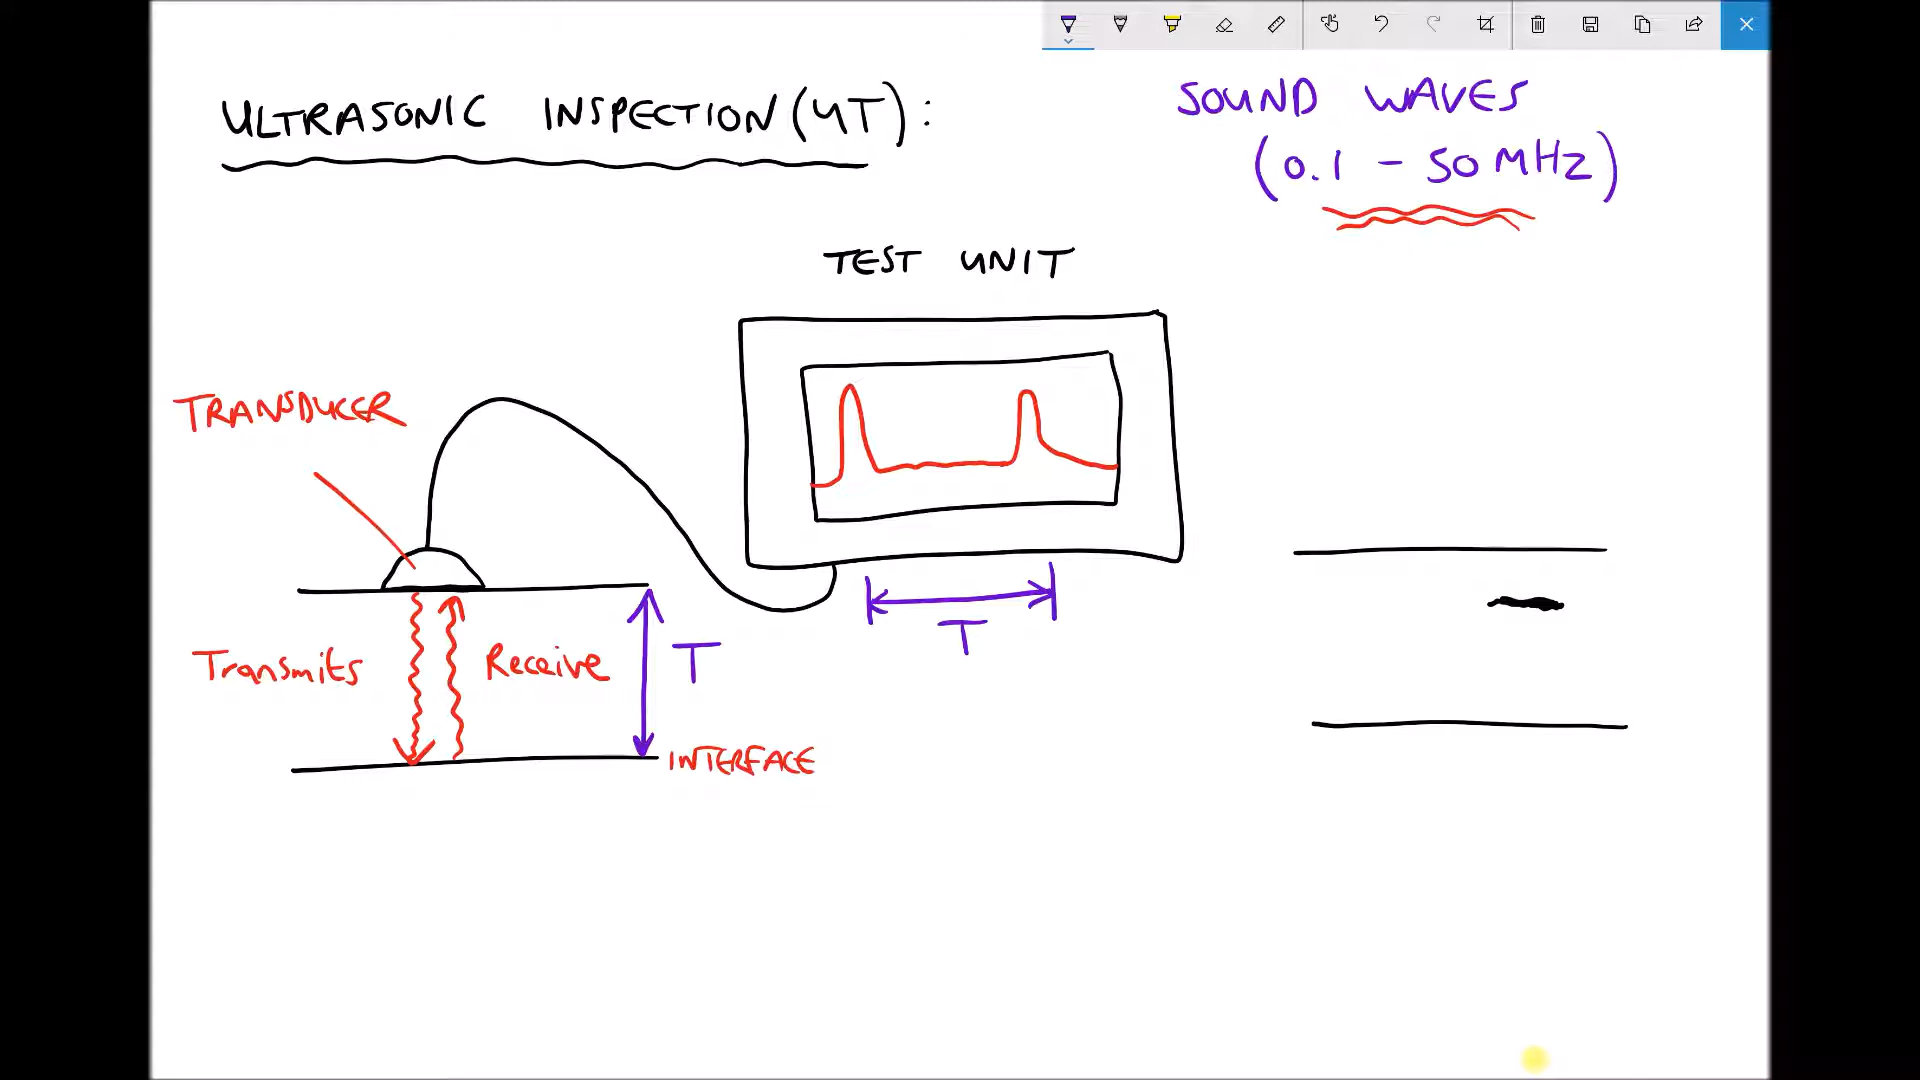 ULTRASONIC INSPECTION (UT):
SOUND WAVES
(0.1 - 50 MHz)
TEST UNIT
TRANSDUCER
T
Transmits
Receive
T
INTERFACE